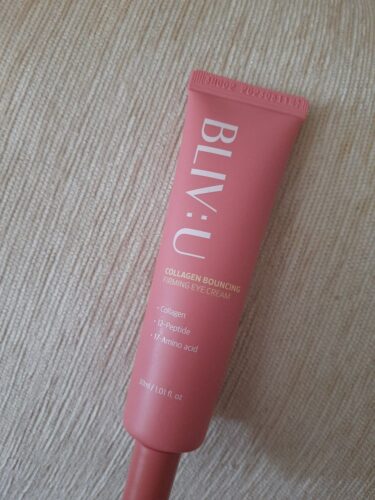 BLIV:U
COLLAGEN BOUNCING
FIRMING EYE CREAM
• Collagen
• 12-Peptide
• 17-Amino acid
30ml / 1.01 fl. oz